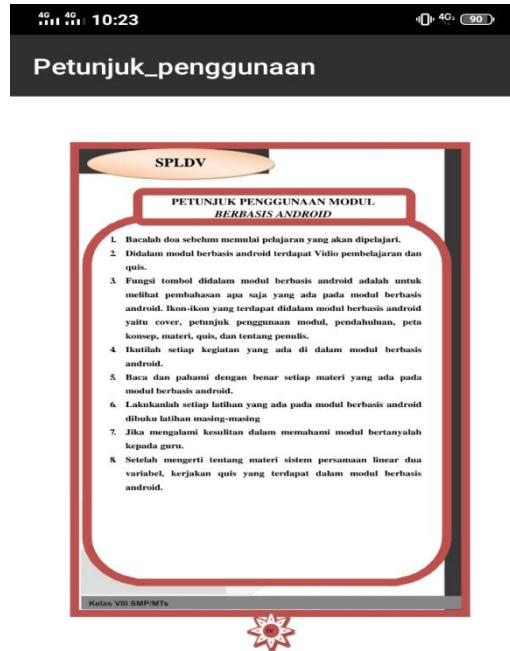 4G 4G 10:23 4G 90
Petunjuk_penggunaan
SPLDV
PETUNJUK PENGGUNAAN MODUL
BERBASIS ANDROID
1. Bacalah doa sebelum memulai pelajaran yang akan dipelajari.
2. Didalam modul berbasis android terdapat Vidio pembelajaran dan
quis.
3. Fungsi tombol didalam modul berbasis android adalah untuk
melihat pembahasan apa saja yang ada pada modul berbasis
android. Ikon-ikon yang terdapat didalam modul berbasis android
yaitu cover, petunjuk penggunaan modul, pendahuluan, peta
konsep, materi, quis, dan tentang penulis.
4. Ikutilah setiap kegiatan yang ada di dalam modul berbasis
android.
5. Baca dan pahami dengan benar setiap materi yang ada pada
modul berbasis android.
6. Lakukanlah setiap latihan yang ada pada modul berbasis android
dibuku latihan masing-masing
7. Jika mengalami kesulitan dalam memahami modul bertanyalah
kepada guru.
8. Setelah mengerti tentang materi sistem persamaan linear dua
variabel, kerjakan quis yang terdapat dalam modul berbasis
android.
Kelas VIII SMP/MTs
IV